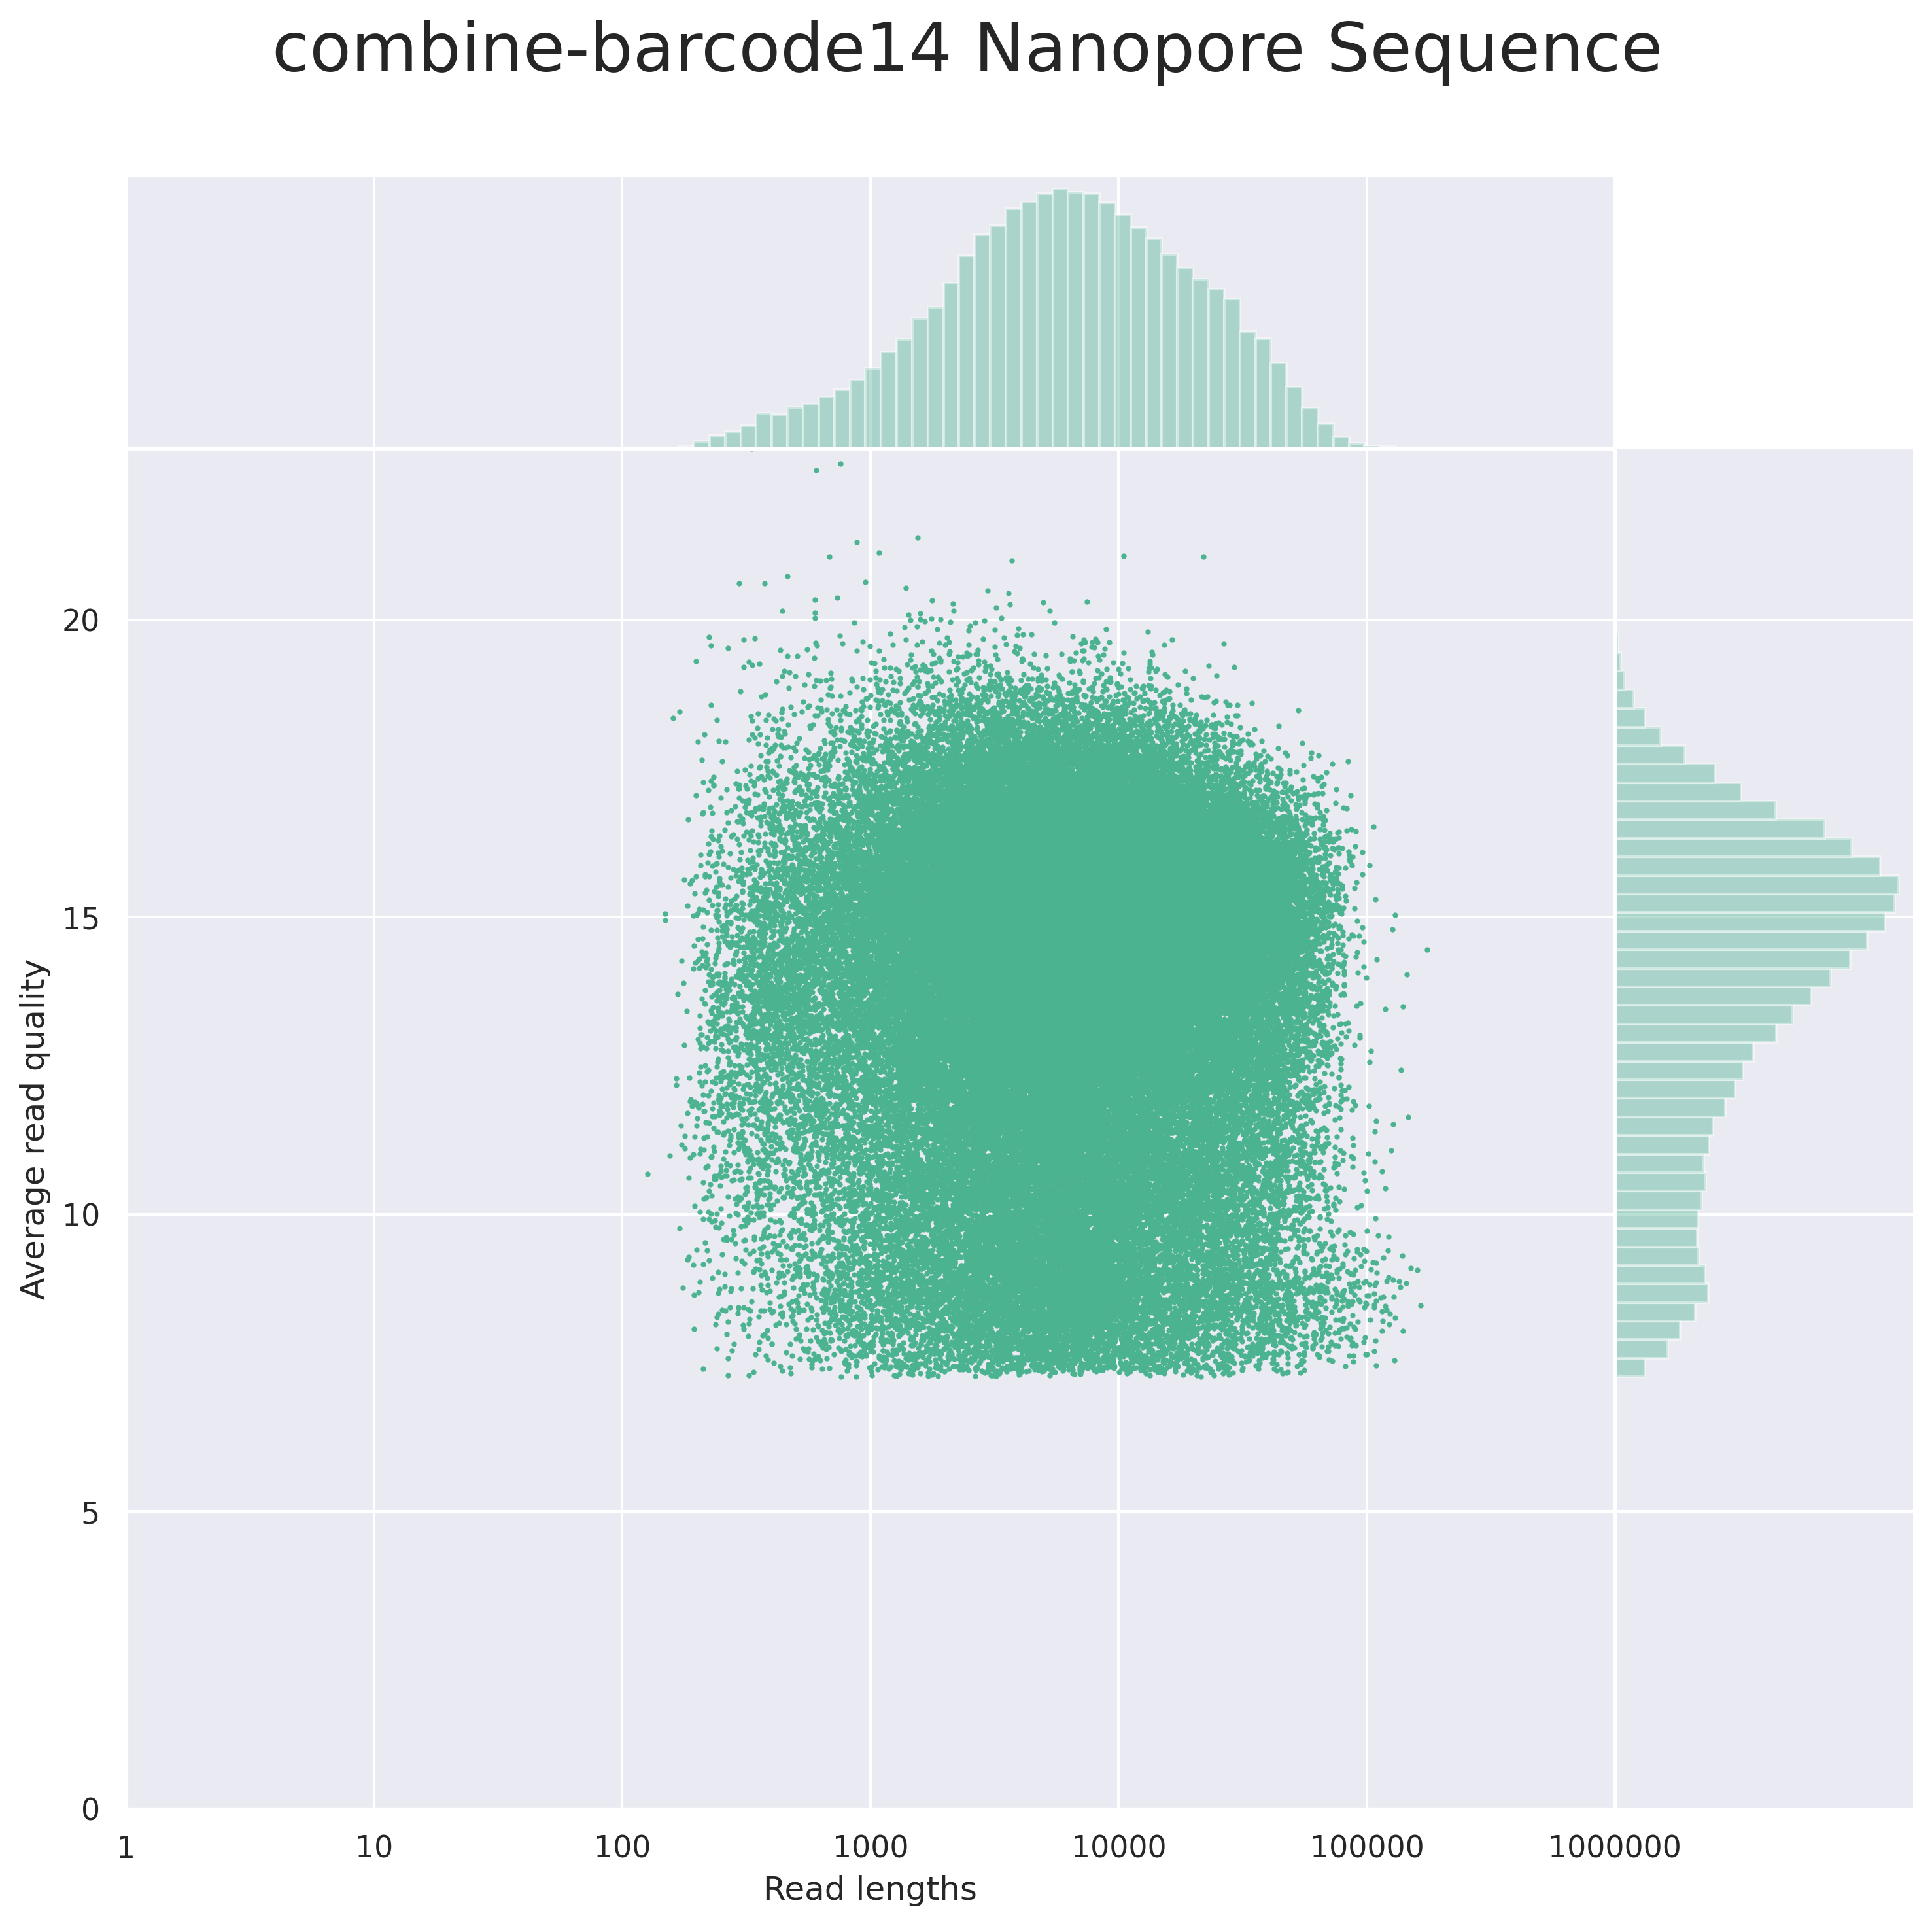 combine-barcode14 Nanopore Sequence
20
15
10
5
0
Average read quality
1 10 100 1000 10000 100000 1000000
Read lengths